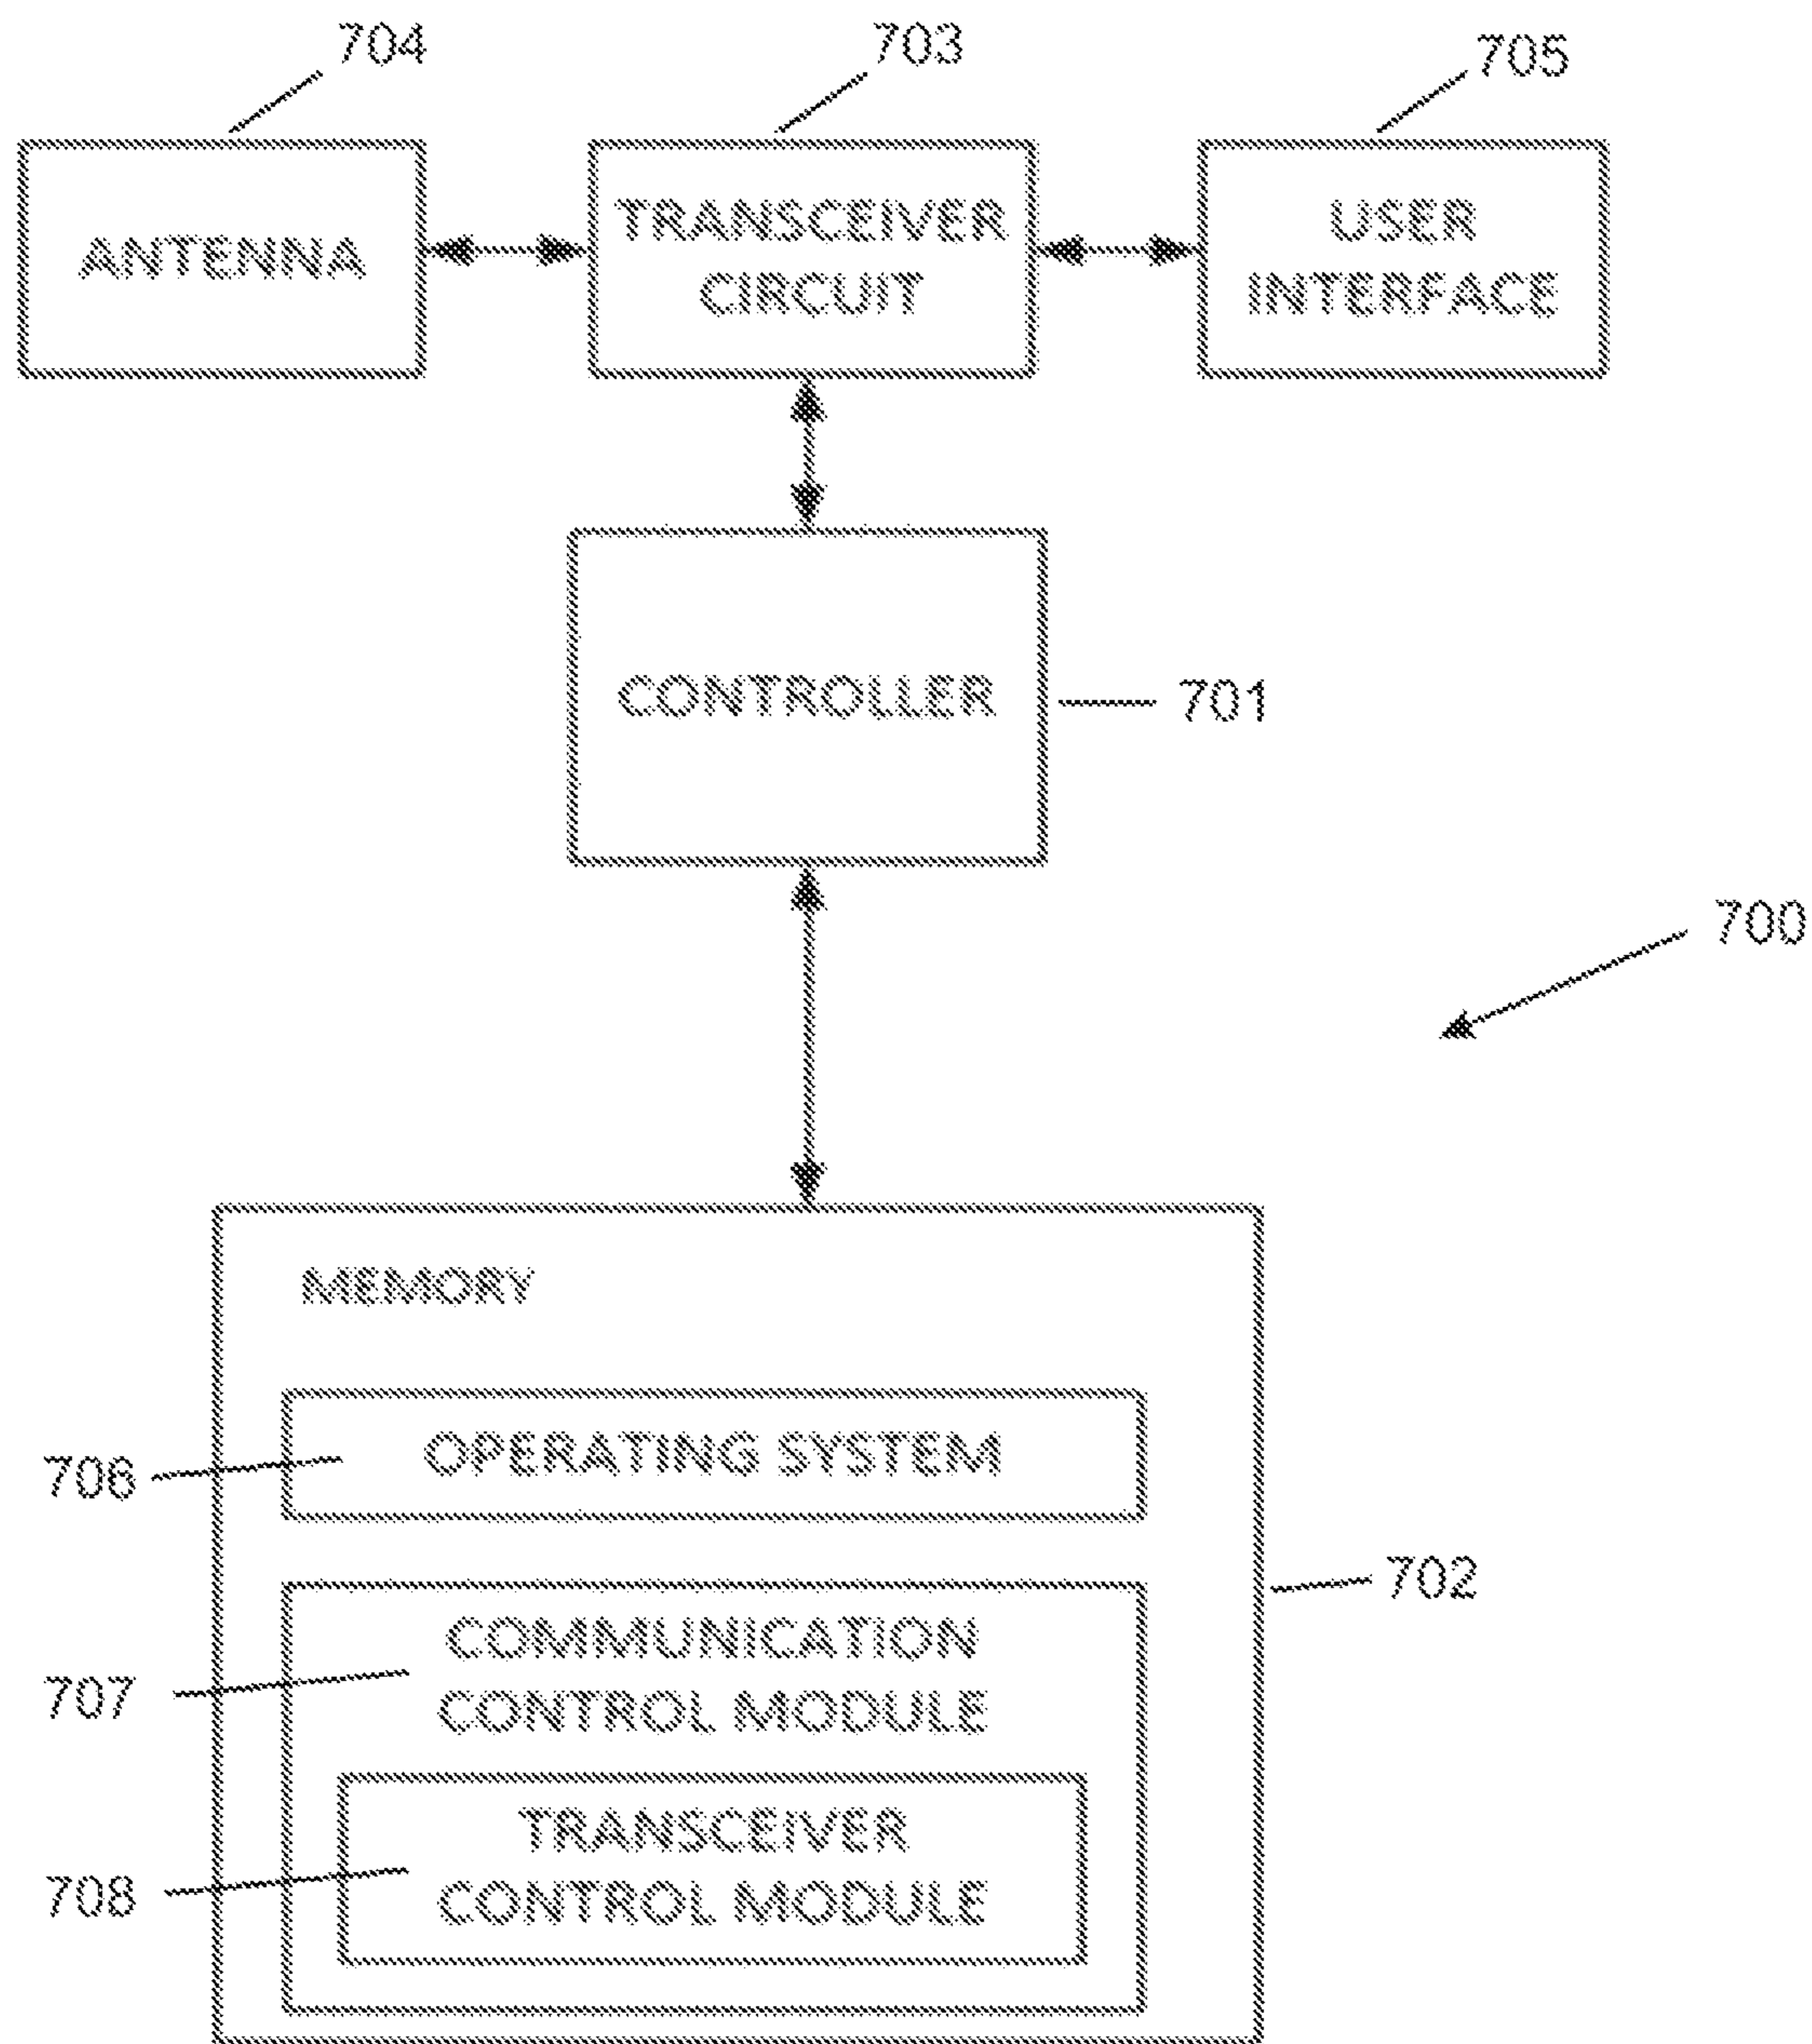 704
703
705
ANTENNA
TRANSCEIVER
CIRCUIT
USER
INTERFACE
CONTROLLER
701
700
MEMORY
OPERATING SYSTEM
706
702
COMMUNICATION
CONTROL MODULE
707
TRANSCEIVER
CONTROL MODULE
708